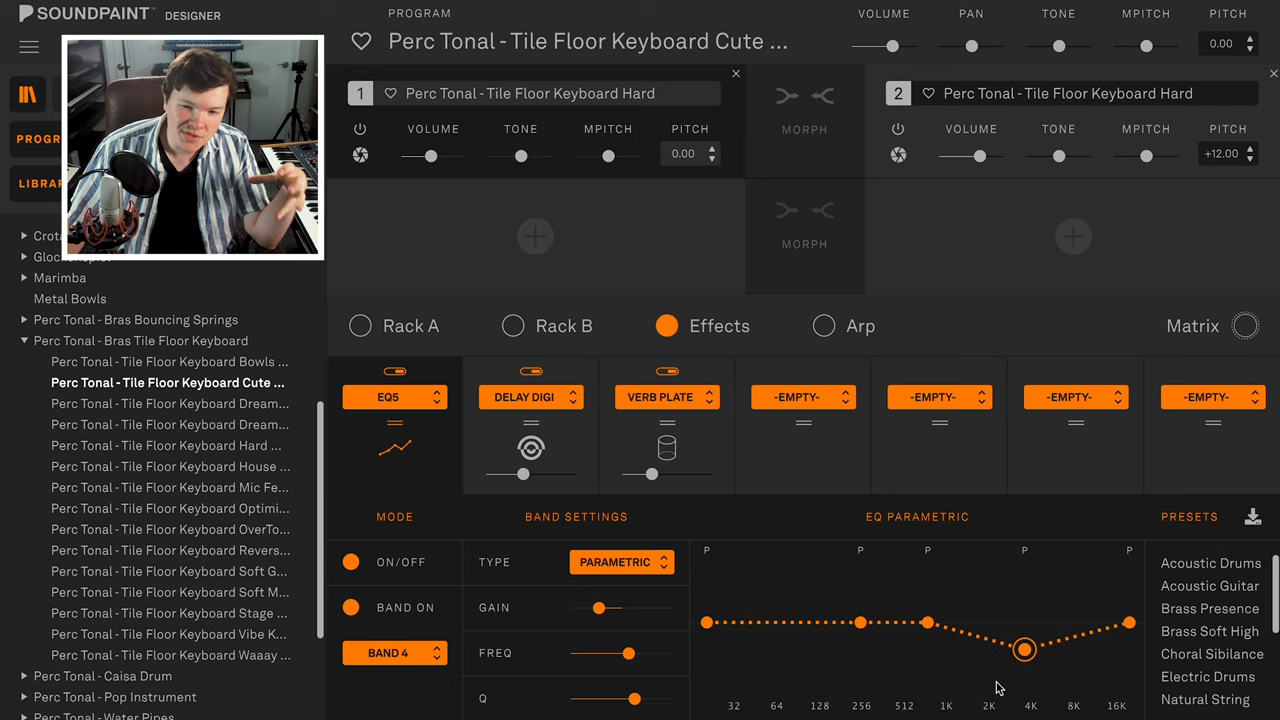 SOUNDPAINT™ DESIGNER
PROGRAM
Perc Tonal - Tile Floor Keyboard Cute ...
VOLUME PAN TONE MPITCH PITCH
0.00
1 Perc Tonal - Tile Floor Keyboard Hard
VOLUME TONE MPITCH PITCH
0.00
MORPH
2 Perc Tonal - Tile Floor Keyboard Hard
VOLUME TONE MPITCH PITCH
+12.00
MORPH
PROGR
LIBRA
Crota
Marimba
Metal Bowls
Perc Tonal - Bras Bouncing Springs
Perc Tonal - Bras Tile Floor Keyboard
Perc Tonal - Tile Floor Keyboard Bowls ...
Perc Tonal - Tile Floor Keyboard Cute ...
Perc Tonal - Tile Floor Keyboard Dream...
Perc Tonal - Tile Floor Keyboard Dream...
Perc Tonal - Tile Floor Keyboard Hard ...
Perc Tonal - Tile Floor Keyboard House ...
Perc Tonal - Tile Floor Keyboard Mic Fe...
Perc Tonal - Tile Floor Keyboard Optimi...
Perc Tonal - Tile Floor Keyboard OverTo...
Perc Tonal - Tile Floor Keyboard Revers...
Perc Tonal - Tile Floor Keyboard Soft G...
Perc Tonal - Tile Floor Keyboard Soft M...
Perc Tonal - Tile Floor Keyboard Stage ...
Perc Tonal - Tile Floor Keyboard Vibe K...
Perc Tonal - Tile Floor Keyboard Waaay ...
Perc Tonal - Caisa Drum
Perc Tonal - Pop Instrument
Perc Tonal - Water Pipes
Rack A Rack B Effects Arp Matrix
EQ5 DELAY DIGI VERB PLATE -EMPTY- -EMPTY- -EMPTY- -EMPTY-
MODE BAND SETTINGS EQ PARAMETRIC PRESETS
ON/OFF
BAND ON
BAND 4
TYPE PARAMETRIC
GAIN
FREQ
Q
P P P P P
32 64 128 256 512 1K 2K 4K 8K 16K
Acoustic Drums
Acoustic Guitar
Brass Presence
Brass Soft High
Choral Sibilance
Electric Drums
Natural String